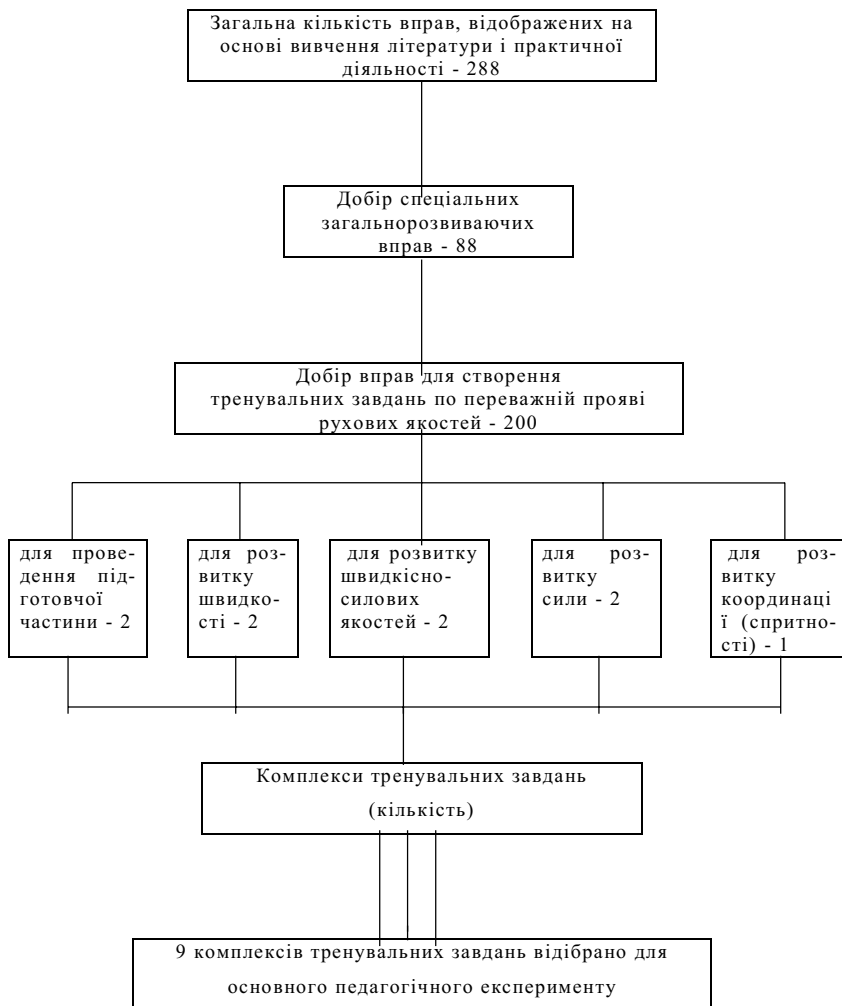 Загальна кількість вправ, відображених на
основі вивчення літератури і практичної
діяльності - 288
Добір спеціальних
загальнорозвиваючих
вправ - 88
Добір вправ для створення
тренувальних завдань по переважній прояві
рухових якостей - 200
для прове-
дення під-
готовчої
частини - 2
для роз-
витку
швидко-
сті - 2
для розвитку
швидкісно-
силових
якостей - 2
для роз-
витку
сили - 2
для роз-
витку
координаці
ї (спритно-
сті) - 1
Комплекси тренувальних завдань
(кількість)
9 комплексів тренувальних завдань відібрано для
основного педагогічного експерименту